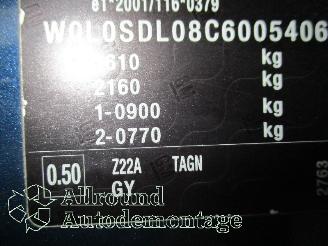 e1*2001/116*0379
W0L0SDL08C6005406
1610 kg
2160 kg
1-0900 kg
2-0770 kg
0.50 Z22A TAGN
GY
2763
Allround
Autodemontage